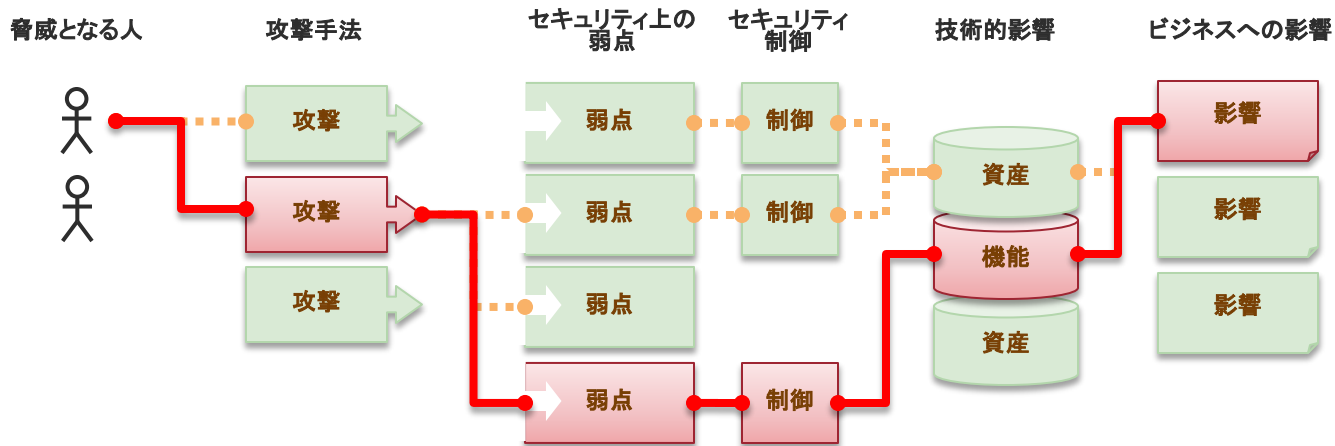 脅威となる人
攻撃手法
セキュリティ上の
弱点
セキュリティ
制御
技術的影響
ビジネスへの影響
攻撃
弱点
制御
資産
影響
攻撃
弱点
制御
機能
影響
攻撃
弱点
資産
影響
弱点
制御